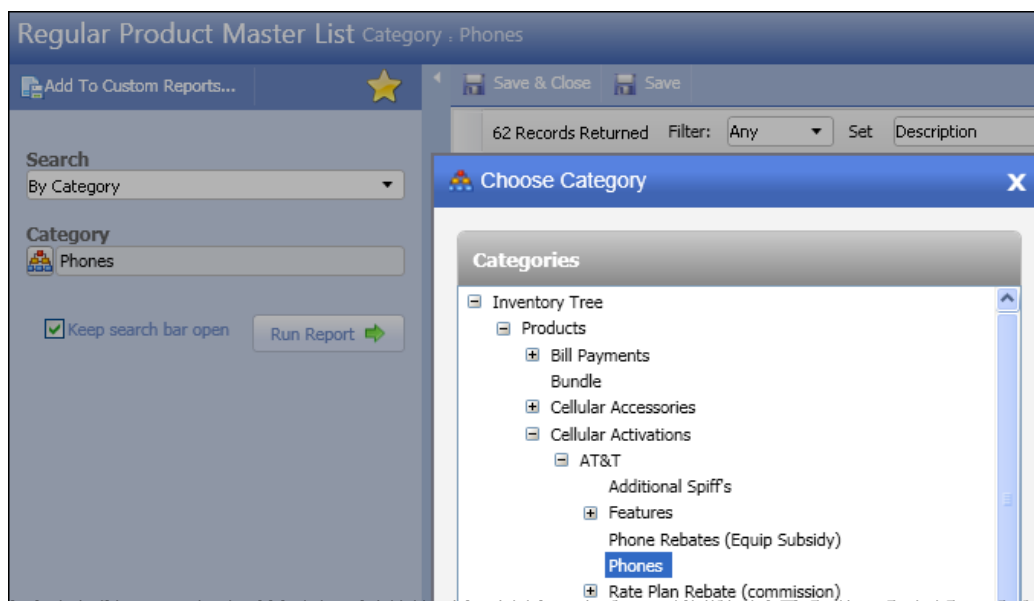 Regular Product Master List Category : Phones
Add To Custom Reports...
Save & Close Save
62 Records Returned Filter: Any Set Description
Search
By Category
Category
Phones
Keep search bar open Run Report
Choose Category X
Categories
Inventory Tree
Products
Bill Payments
Bundle
Cellular Accessories
Cellular Activations
AT&T
Additional Spiff's
Features
Phone Rebates (Equip Subsidy)
Phones
Rate Plan Rebate (commission)